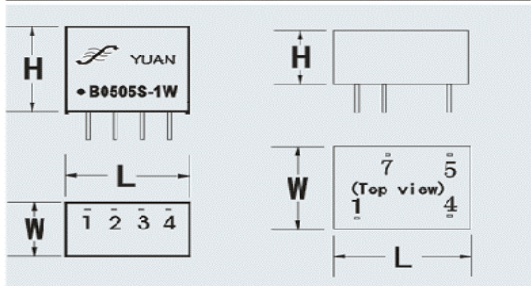 H
YUAN
B0505S-1W
L
W
1 2 3 4
H
W
7 5
(Top view)
1 4
L